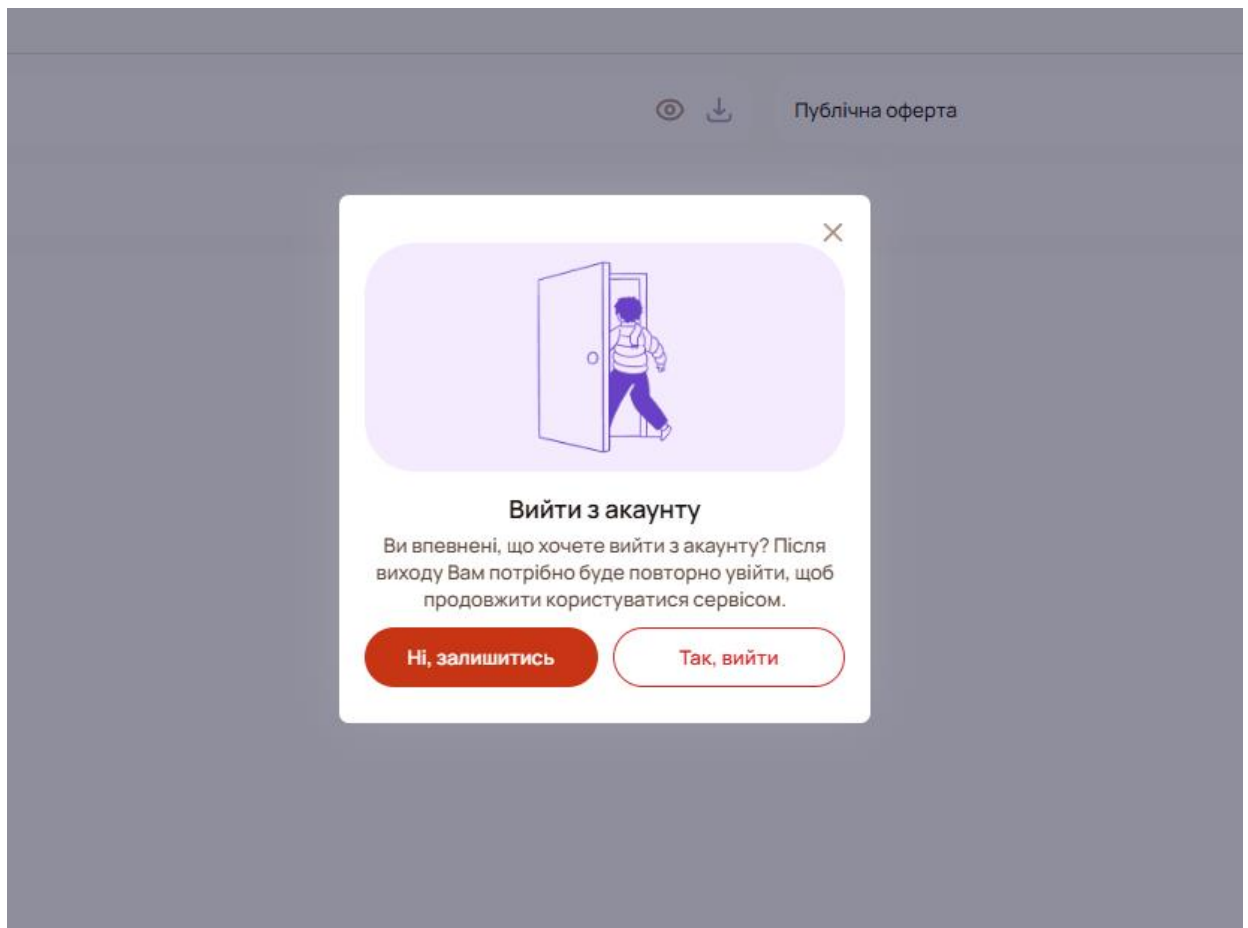 Публічна оферта
Вийти з акаунту
Ви впевнені, що хочете вийти з акаунту? Після
виходу Вам потрібно буде повторно увійти, щоб
продовжити користуватися сервісом.
Ні, залишитись
Так, вийти